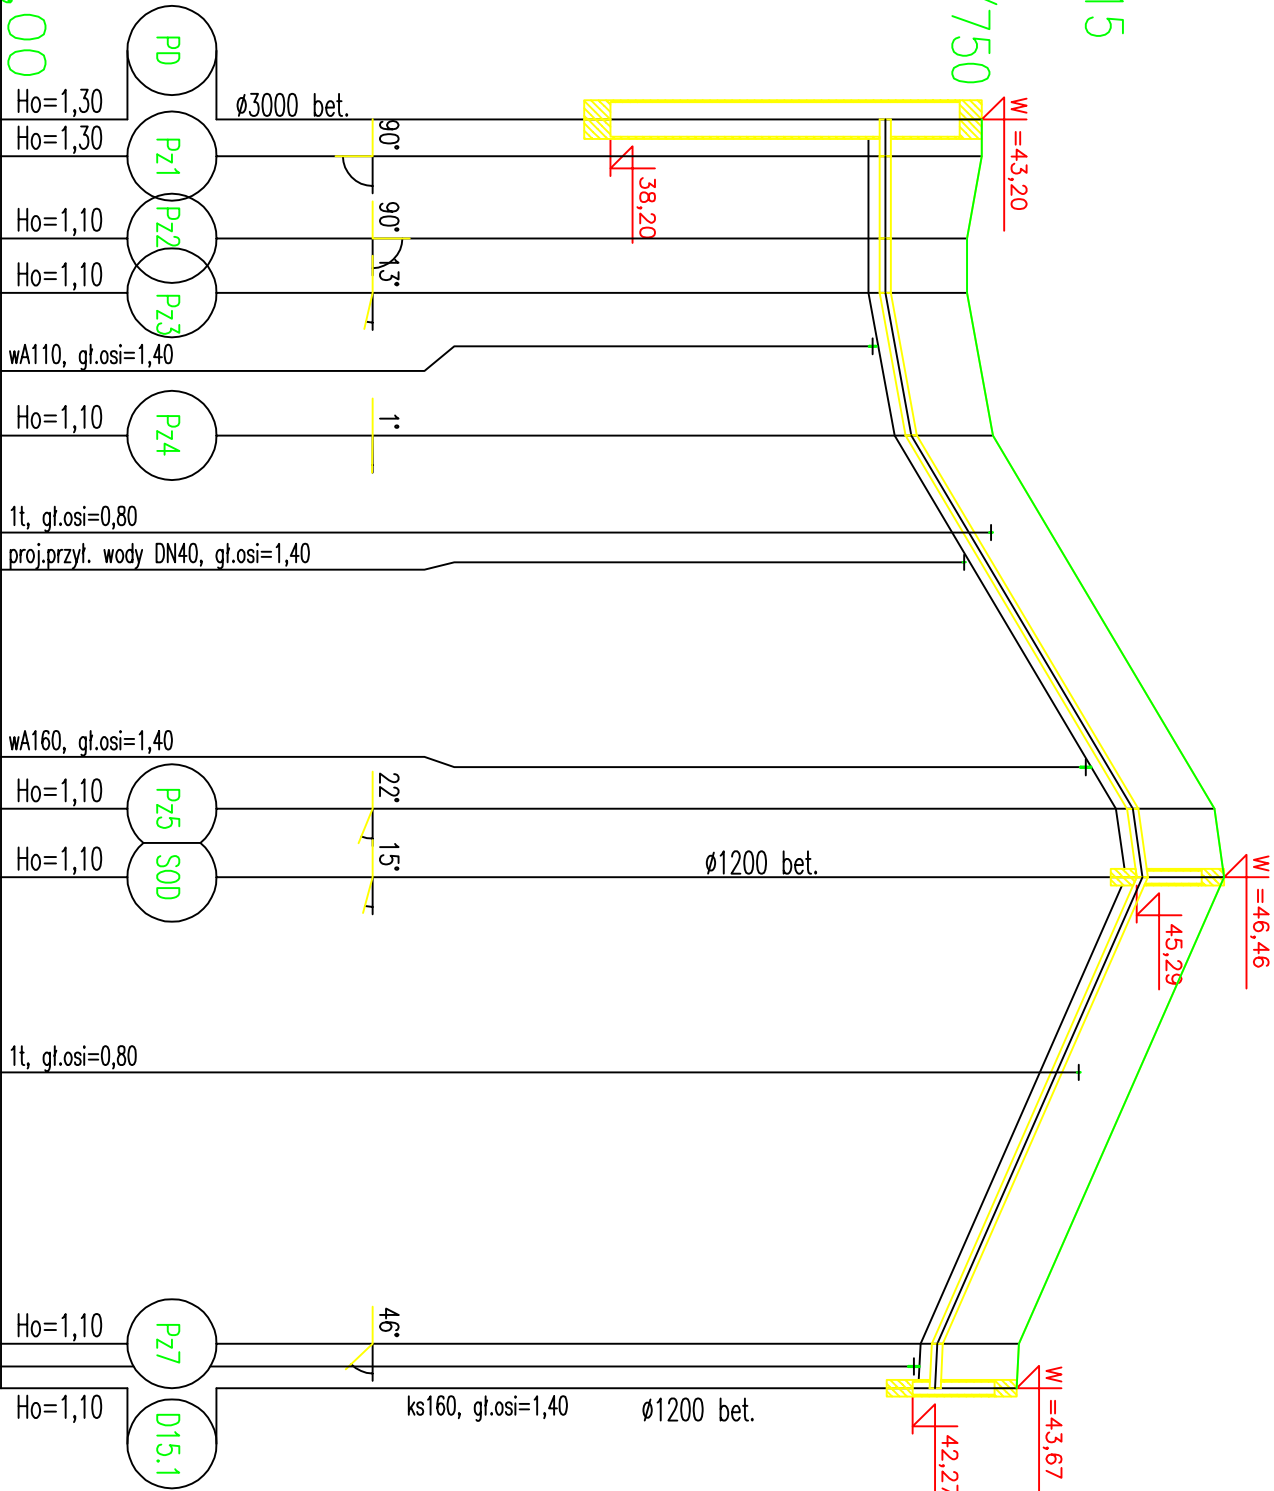 15
/750
00
PD
Ho=1,30
ø3000 bet.
W =43,20
Ho=1,30
Pz1
90°
38,20
Ho=1,10
Pz2
90°
Ho=1,10
Pz3
13°
wA110, gł.osi=1,40
Ho=1,10
Pz4
1°
1t, gł.osi=0,80
proj.przył. wody DN40, gł.osi=1,40
wA160, gł.osi=1,40
Ho=1,10
Pz5
22°
Ho=1,10
SOD
15°
ø1200 bet.
W =46,46
45,29
1t, gł.osi=0,80
Ho=1,10
Pz7
46°
Ho=1,10
D15.1
ks160, gł.osi=1,40
ø1200 bet.
W =43,67
42,27